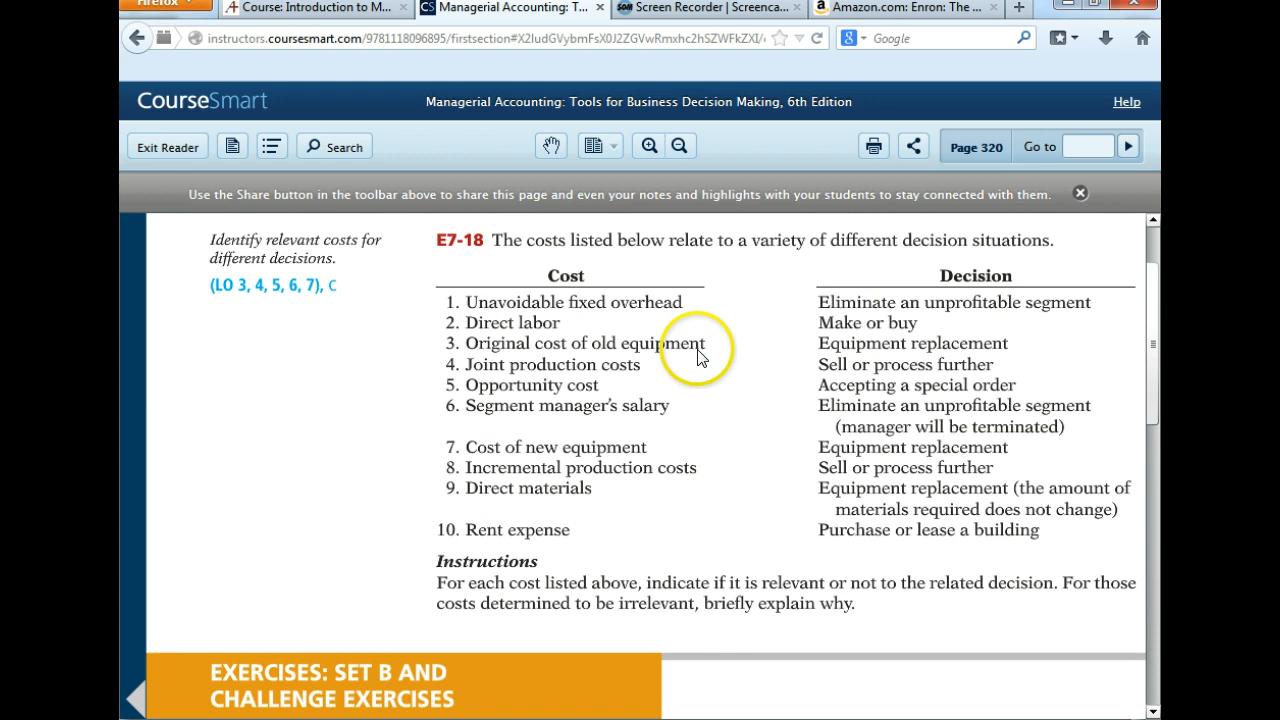 Firefox
Course: Introduction to M... ×
CS Managerial Accounting: T... ×
Screen Recorder | Screenca... ×
a Amazon.com: Enron: The ... ×
instructors.coursesmart.com/9781118096895/firstsection#X2ludGVybmFsX0J2ZGVwRmxhc2hSZWFkZXI/
Google
CourseSmart
Managerial Accounting: Tools for Business Decision Making, 6th Edition
Help
Exit Reader
Search
Page 320
Go to
Use the Share button in the toolbar above to share this page and even your notes and highlights with your students to stay connected with them.
Identify relevant costs for
different decisions.
(LO 3, 4, 5, 6, 7), C
E7-18 The costs listed below relate to a variety of different decision situations.
Cost Decision
1. Unavoidable fixed overhead Eliminate an unprofitable segment
2. Direct labor Make or buy
3. Original cost of old equipment Equipment replacement
4. Joint production costs Sell or process further
5. Opportunity cost Accepting a special order
6. Segment manager's salary Eliminate an unprofitable segment
(manager will be terminated)
7. Cost of new equipment Equipment replacement
8. Incremental production costs Sell or process further
9. Direct materials Equipment replacement (the amount of
materials required does not change)
10. Rent expense Purchase or lease a building
Instructions
For each cost listed above, indicate if it is relevant or not to the related decision. For those
costs determined to be irrelevant, briefly explain why.
EXERCISES: SET B AND
CHALLENGE EXERCISES